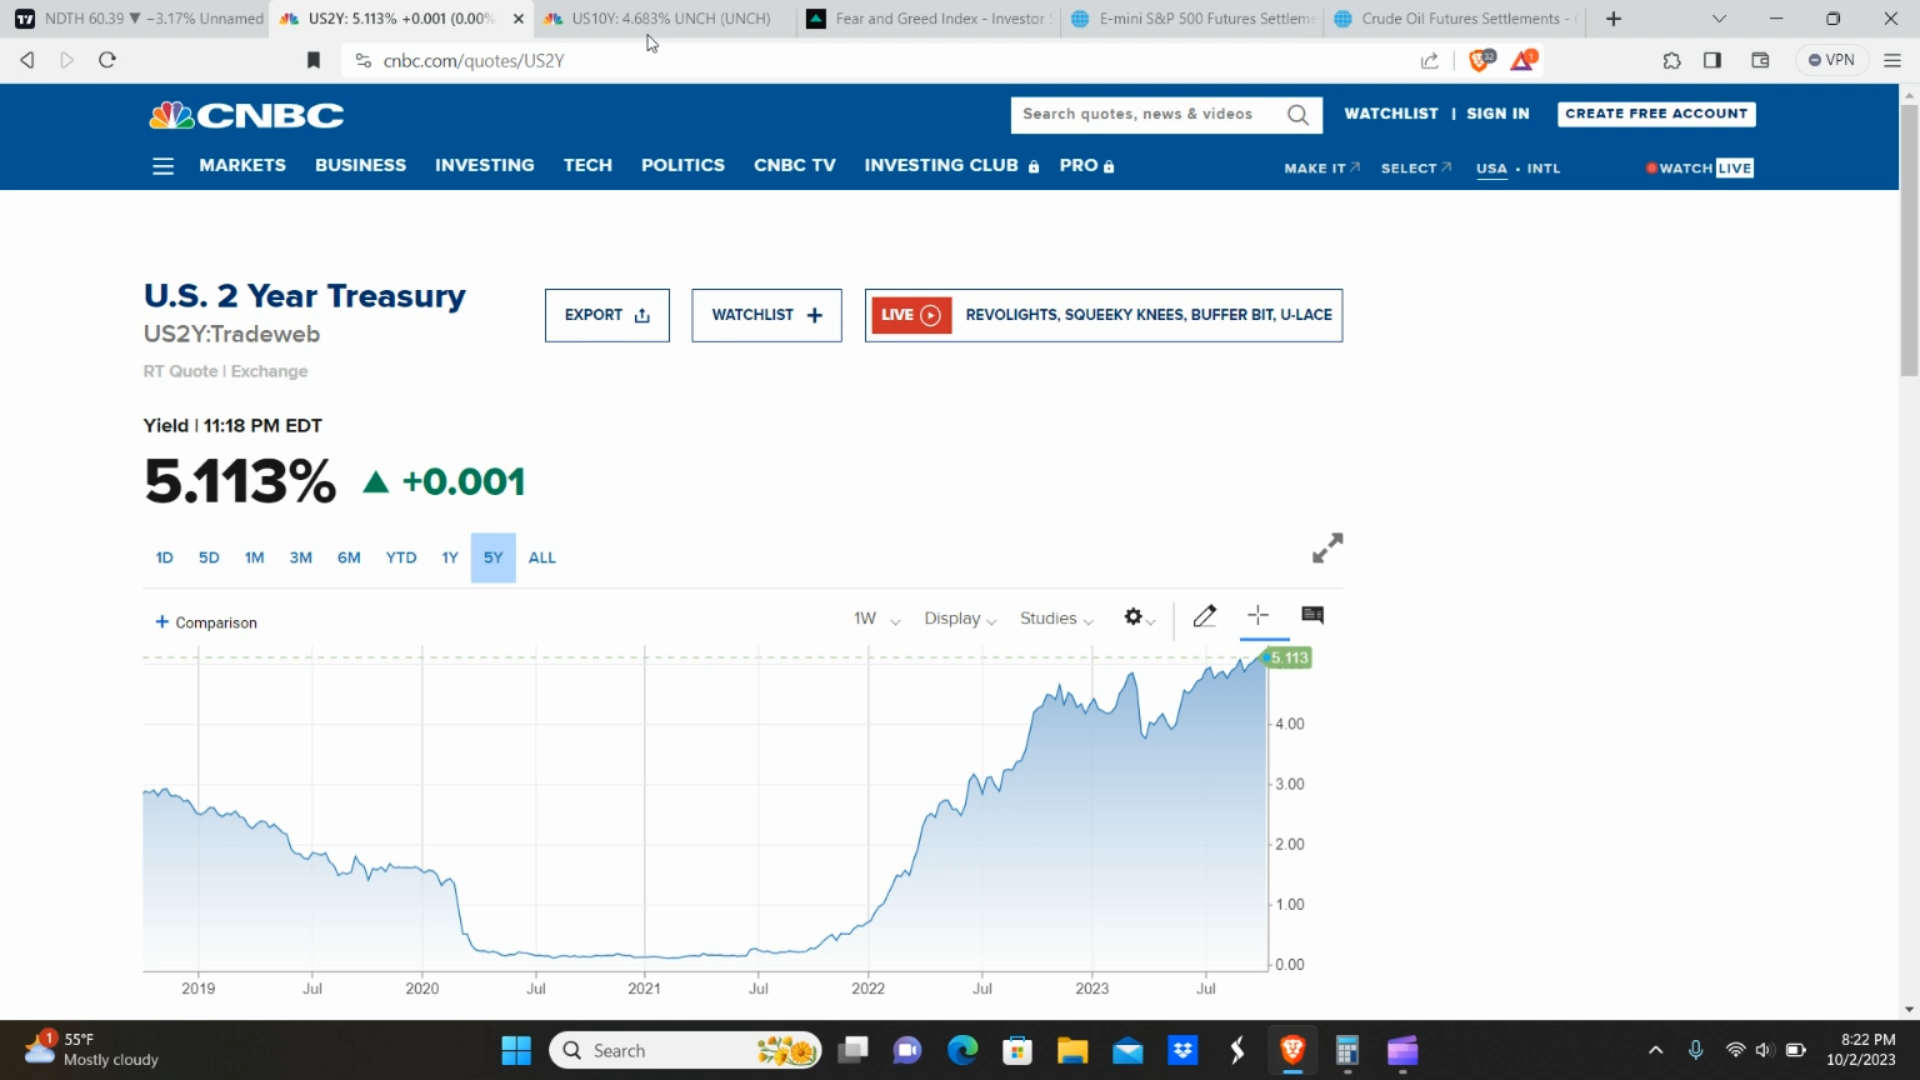 NDTH 60.39 ▼ −3.17% Unnamed
US2Y: 5.113% +0.001 (0.00%
US10Y: 4.683% UNCH (UNCH)
Fear and Greed Index - Investor S
E-mini S&P 500 Futures Settleme
Crude Oil Futures Settlements - 
cnbc.com/quotes/US2Y
32
1
VPN
CNBC
Search quotes, news & videos
WATCHLIST | SIGN IN
CREATE FREE ACCOUNT
MARKETS BUSINESS INVESTING TECH POLITICS CNBC TV INVESTING CLUB PRO
MAKE IT SELECT USA • INTL
WATCH LIVE
U.S. 2 Year Treasury
US2Y:Tradeweb
RT Quote | Exchange
EXPORT
WATCHLIST +
LIVE REVOLIGHTS, SQUEEKY KNEES, BUFFER BIT, U-LACE
Yield | 11:18 PM EDT
5.113% ▲ +0.001
1D 5D 1M 3M 6M YTD 1Y 5Y ALL
+ Comparison
1W Display Studies
5.113
4.00
3.00
2.00
1.00
0.00
2019 Jul 2020 Jul 2021 Jul 2022 Jul 2023 Jul
1
55°F
Mostly cloudy
Search
8:22 PM
10/2/2023